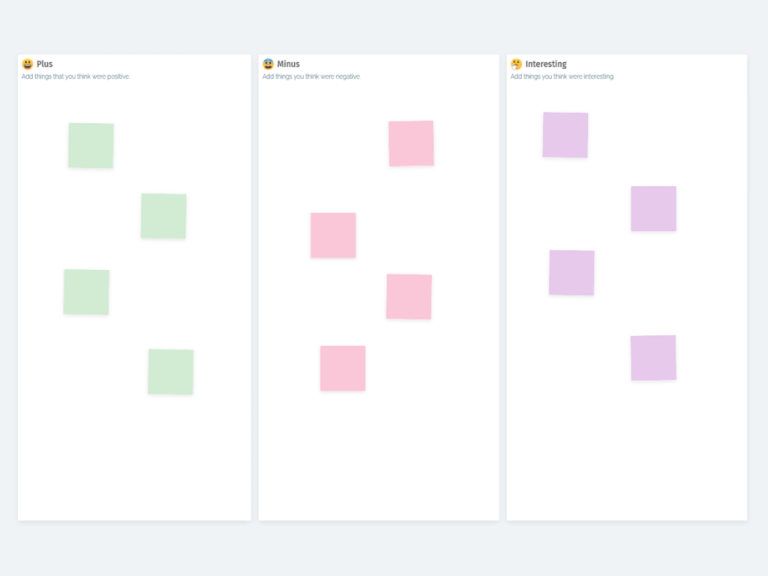 Plus
Add things that you think were positive.
Minus
Add things you think were negative.
Interesting
Add things you think were interesting.